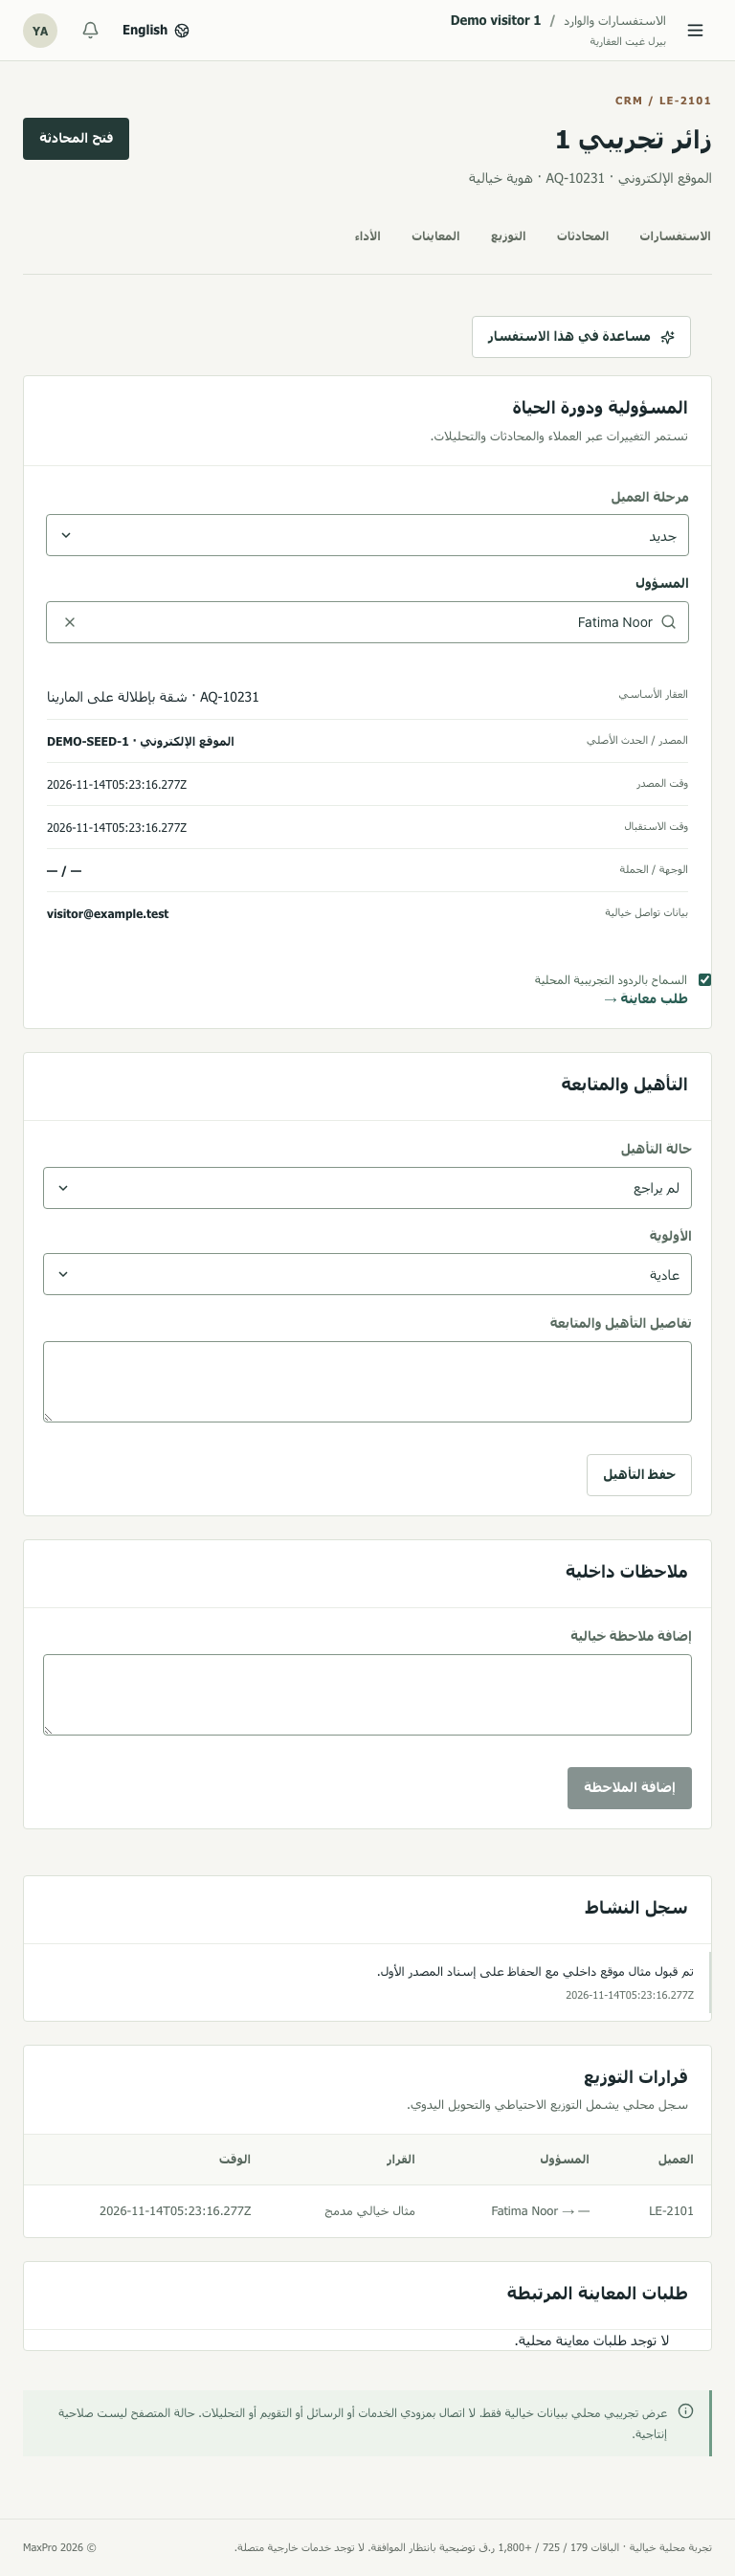 الاستفسارات والوارد / Demo visitor 1
بيرل غيت العقارية
English
YA
CRM / LE-2101
زائر تجريبي 1
الموقع الإلكتروني · AQ-10231 · هوية خيالية
فتح المحادثة
الاستفسارات
المحادثات
التوزيع
المعاينات
الأداء
مساعدة في هذا الاستفسار
المسؤولية ودورة الحياة
تستمر التغييرات عبر العملاء والمحادثات والتحليلات.
مرحلة العميل
جديد
المسؤول
Fatima Noor
العقار الأساسي
AQ-10231 · شقة بإطلالة على المارينا
المصدر / الحدث الأصلي
الموقع الإلكتروني · DEMO-SEED-1
وقت المصدر
2026-11-14T05:23:16.277Z
وقت الاستقبال
2026-11-14T05:23:16.277Z
الوجهة / الحملة
— / —
بيانات تواصل خيالية
visitor@example.test
السماح بالردود التجريبية المحلية
طلب معاينة →
التأهيل والمتابعة
حالة التأهيل
لم يراجع
الأولوية
عادية
تفاصيل التأهيل والمتابعة
حفظ التأهيل
ملاحظات داخلية
إضافة ملاحظة خيالية
إضافة الملاحظة
سجل النشاط
تم قبول مثال موقع داخلي مع الحفاظ على إسناد المصدر الأول.
2026-11-14T05:23:16.277Z
قرارات التوزيع
سجل محلي يشمل التوزيع الاحتياطي والتحويل اليدوي.
العميل
المسؤول
القرار
الوقت
LE-2101
— → Fatima Noor
مثال خيالي مدمج
2026-11-14T05:23:16.277Z
طلبات المعاينة المرتبطة
لا توجد طلبات معاينة محلية.
عرض تجريبي محلي ببيانات خيالية فقط. لا اتصال بمزودي الخدمات أو الرسائل أو التقويم أو التحليلات. حالة المتصفح ليست صلاحية
إنتاجية.
تجربة محلية خيالية · الباقات 179 / 725 / +1,800 ر.ق توضيحية بانتظار الموافقة. لا توجد خدمات خارجية متصلة.
© 2026 MaxPro